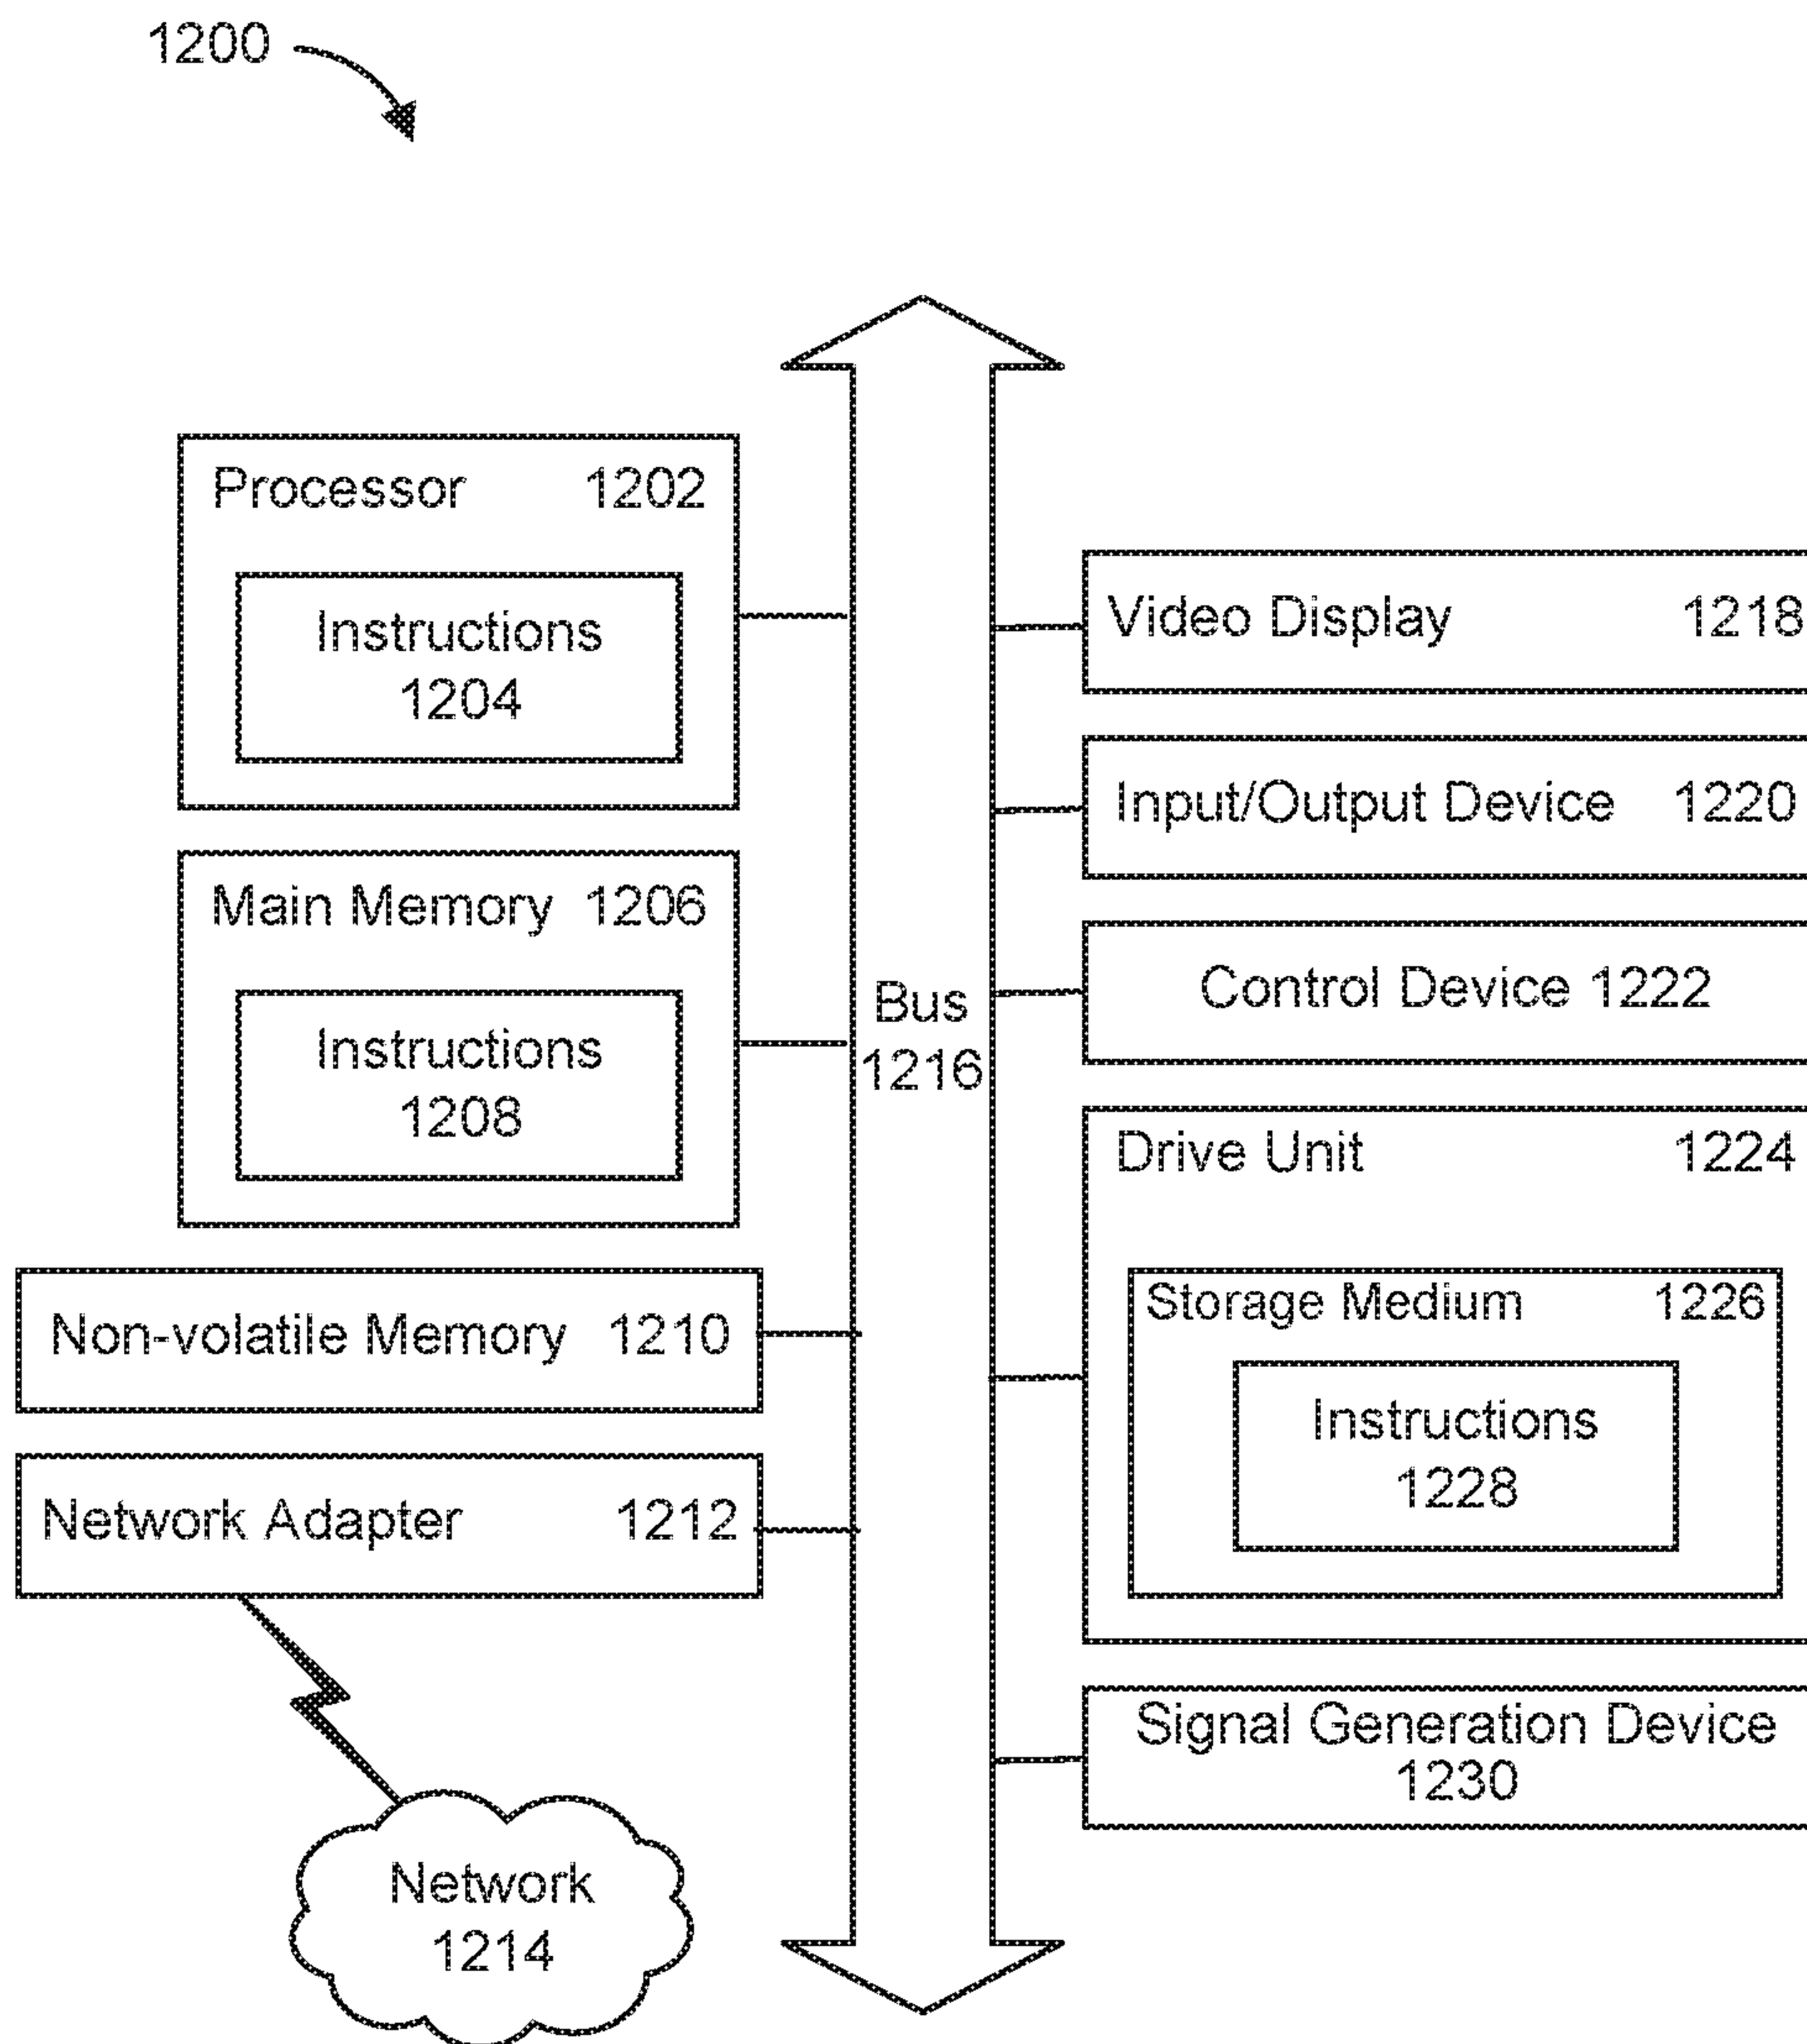 1200
Processor 1202
Instructions
1204
Main Memory 1206
Instructions
1208
Non-volatile Memory 1210
Network Adapter 1212
Network
1214
Bus
1216
Video Display 1218
Input/Output Device 1220
Control Device 1222
Drive Unit 1224
Storage Medium 1226
Instructions
1228
Signal Generation Device
1230